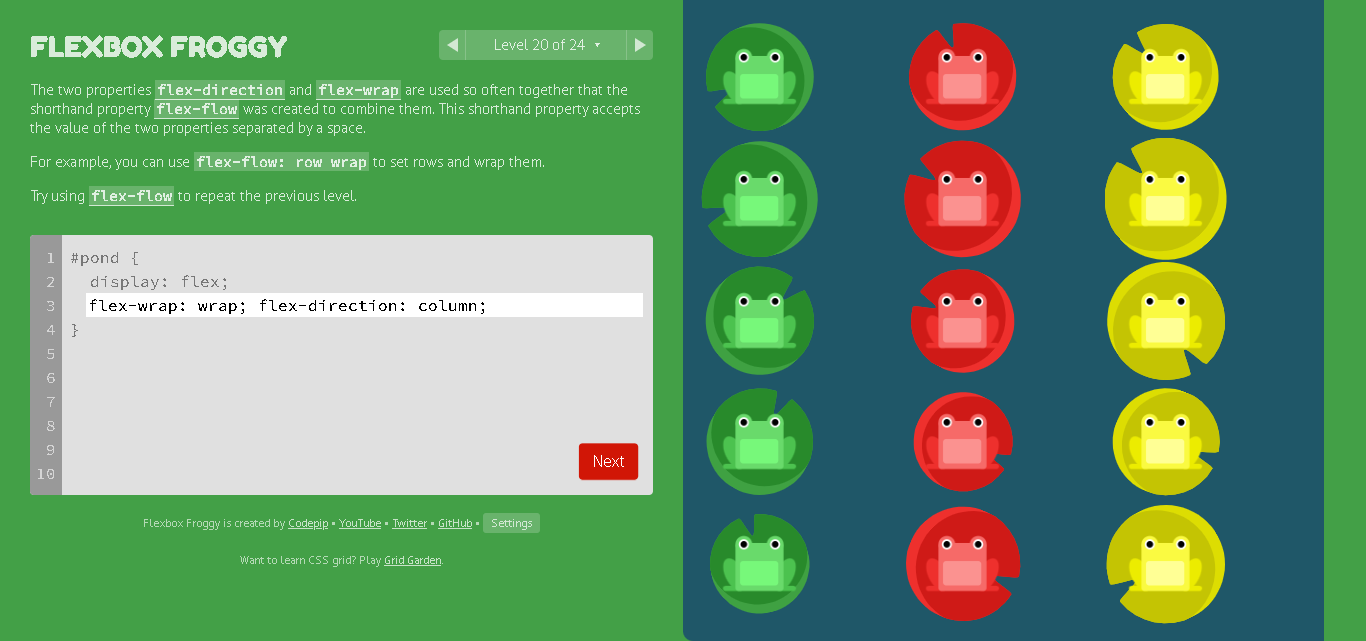 FLEXBOX FROGGY
◀ Level 20 of 24 ▾ ▶
The two properties flex-direction and flex-wrap are used so often together that the
shorthand property flex-flow was created to combine them. This shorthand property accepts
the value of the two properties separated by a space.
For example, you can use flex-flow: row wrap to set rows and wrap them.
Try using flex-flow to repeat the previous level.
1 #pond {
2 display: flex;
3 flex-wrap: wrap; flex-direction: column;
4 }
5
6
7
8
9
10
Next
Flexbox Froggy is created by Codepip • YouTube • Twitter • GitHub • Settings
Want to learn CSS grid? Play Grid Garden.